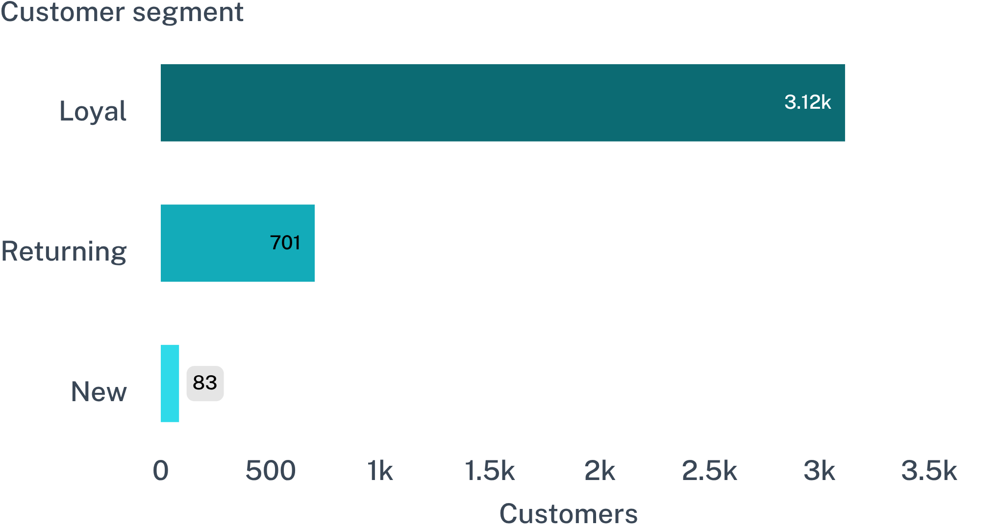 Customer segment
Loyal
3.12k
Returning
701
New
83
0 500 1k 1.5k 2k 2.5k 3k 3.5k
Customers